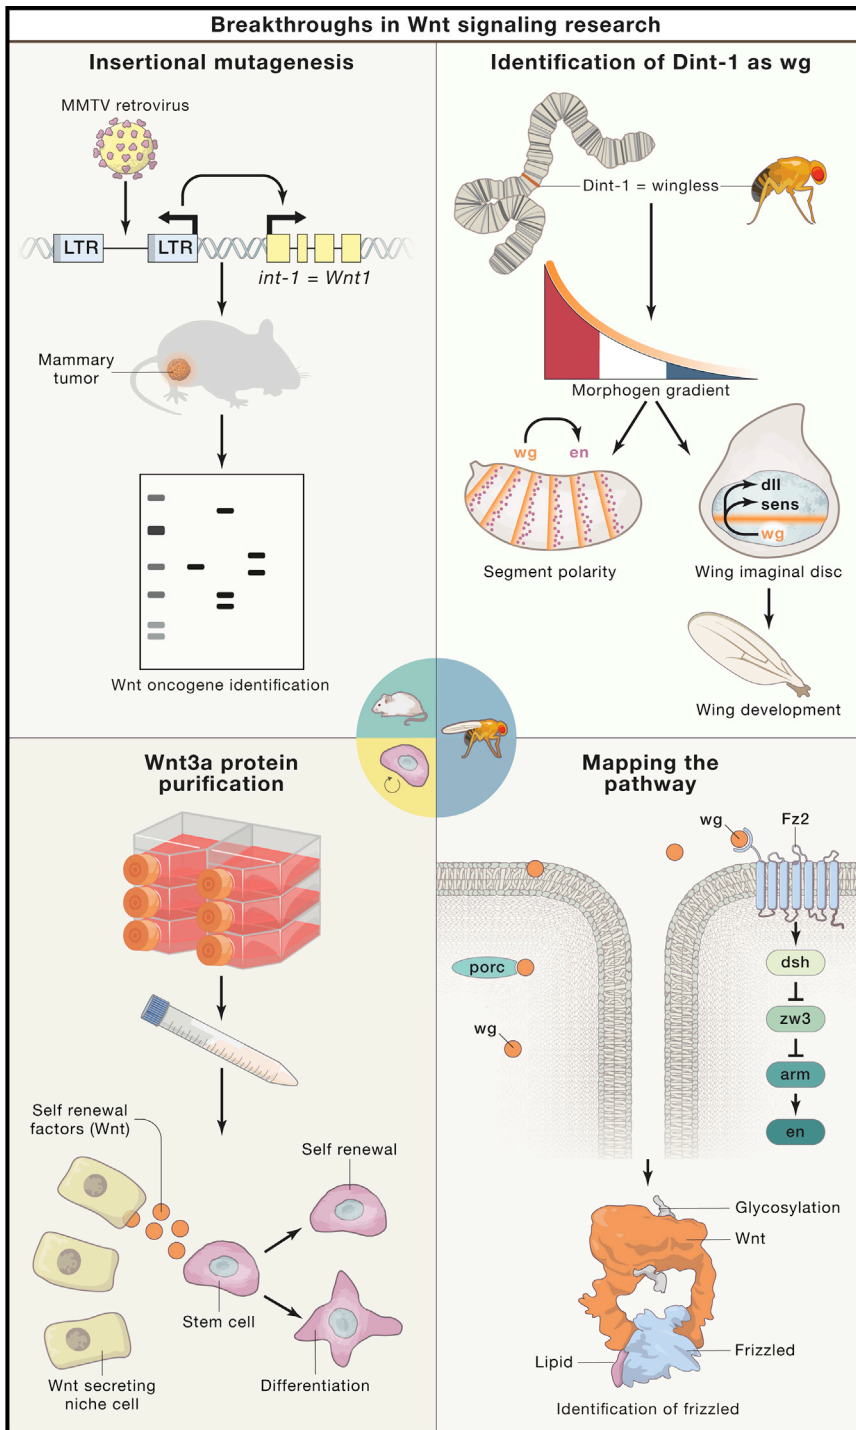 Breakthroughs in Wnt signaling research
Insertional mutagenesis
MMTV retrovirus
LTR
LTR
int-1 = Wnt1
Mammary
tumor
Wnt oncogene identification
Identification of Dint-1 as wg
Dint-1 = wingless
Morphogen gradient
wg
en
Segment polarity
dll
sens
wg
Wing imaginal disc
Wing development
Wnt3a protein
purification
Self renewal
factors (Wnt)
Self renewal
Stem cell
Wnt secreting
niche cell
Differentiation
Mapping the
pathway
wg
Fz2
porc
dsh
zw3
wg
arm
en
Glycosylation
Wnt
Lipid
Frizzled
Identification of frizzled